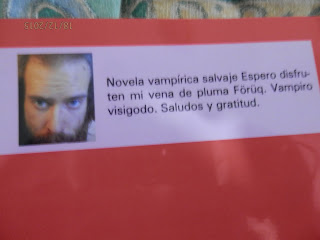 Novela vampírica salvaje Espero disfru-
ten mi vena de pluma Förüq. Vampiro
visigodo. Saludos y gratitud.